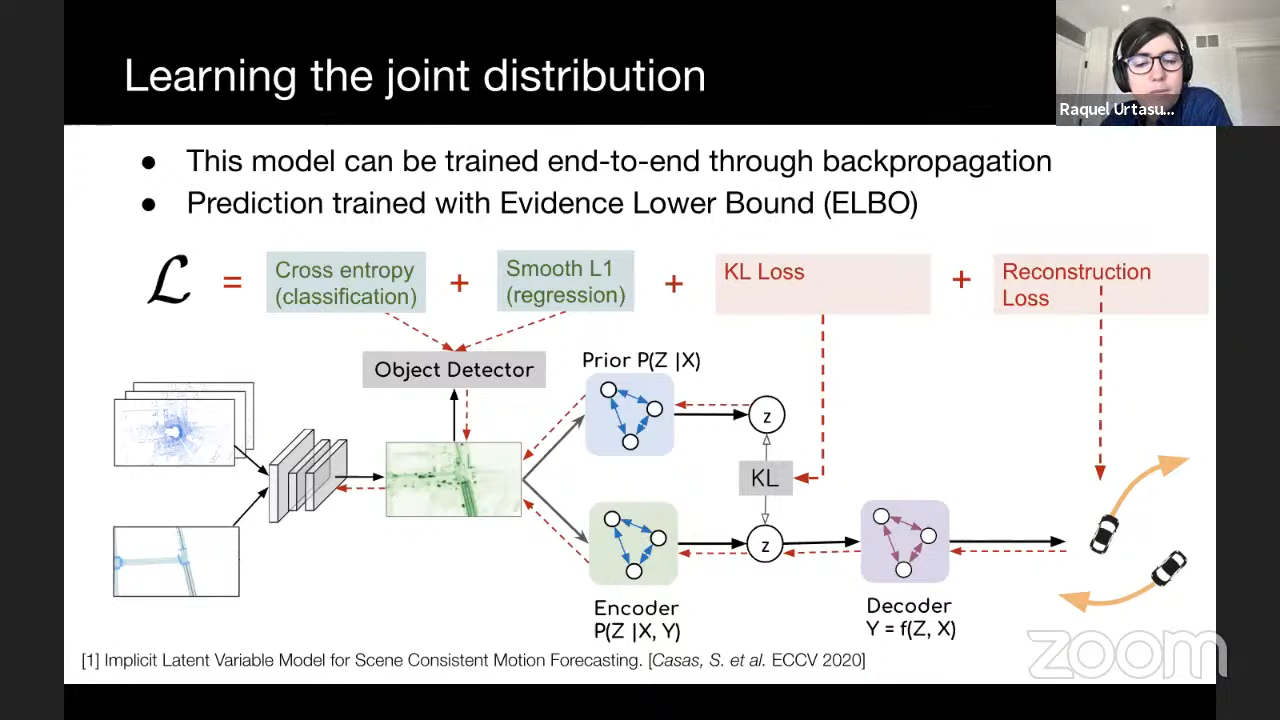 Learning the joint distribution
Raquel Urtasu...
● This model can be trained end-to-end through backpropagation
● Prediction trained with Evidence Lower Bound (ELBO)
ℒ = Cross entropy (classification) + Smooth L1 (regression) + KL Loss + Reconstruction Loss
Object Detector
Prior P(Z |X)
z
KL
z
Encoder
P(Z |X, Y)
Decoder
Y = f(Z, X)
[1] Implicit Latent Variable Model for Scene Consistent Motion Forecasting. [Casas, S. et al. ECCV 2020]
zoom